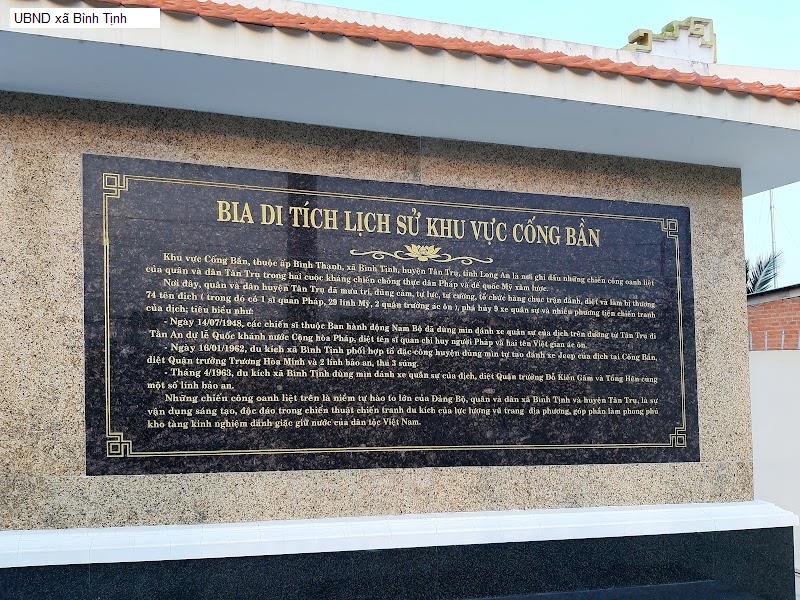 UBND xã Bình Tịnh
BIA DI TÍCH LỊCH SỬ KHU VỰC CỐNG BẦN
Khu vực Cống Bần, thuộc ấp Bình Thạnh, xã Bình Tịnh, huyện Tân Trụ, tỉnh Long An là nơi ghi dấu những chiến công oanh liệt
của quân và dân Tân Trụ trong hai cuộc kháng chiến chống thực dân Pháp và đế quốc Mỹ xâm lược.
Nơi đây, quân và dân huyện Tân Trụ đã mưu trí, dũng cảm, tự lực, tự cường, tổ chức hàng chục trận đánh, diệt và làm bị thương
74 tên địch ( trong đó có 1 sĩ quan Pháp, 29 lính Mỹ, 2 quận trưởng ác ôn ), phá hủy 9 xe quân sự và nhiều phương tiện chiến tranh
của địch; tiêu biểu như:
- Ngày 14/07/1948, các chiến sĩ thuộc Ban hành động Nam Bộ đã dùng mìn đánh xe quân sự của địch trên đường từ Tân Trụ đi
Tân An dự lễ Quốc khánh nước Cộng hòa Pháp, diệt tên sĩ quan chỉ huy người Pháp và hai tên Việt gian ác ôn.
- Ngày 16/01/1962, du kích xã Bình Tịnh phối hợp tổ đặc công huyện dùng mìn tự tạo đánh xe Jeep của địch tại Cống Bần,
diệt Quận trưởng Trương Hòa Minh và 2 lính bảo an, thu 3 súng.
- Tháng 4/1963, du kích xã Bình Tịnh dùng mìn đánh xe quân sự của địch, diệt Quận trưởng Đỗ Kiến Gấm và Tổng Hên cùng
một số lính bảo an.
Những chiến công oanh liệt trên là niềm tự hào to lớn của Đảng Bộ, quân và dân xã Bình Tịnh và huyện Tân Trụ, là sự
vận dụng sáng tạo, độc đáo trong chiến thuật chiến tranh du kích của lực lượng vũ trang địa phương, góp phần làm phong phú
kho tàng kinh nghiệm đánh giặc giữ nước của dân tộc Việt Nam.